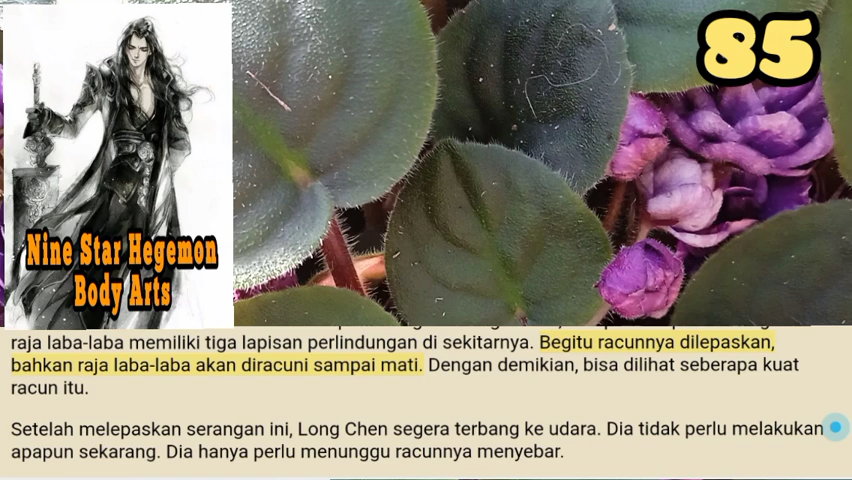 85
Nine Star Hegemon
Body Arts
raja laba-laba memiliki tiga lapisan perlindungan di sekitarnya. Begitu racunnya dilepaskan,
bahkan raja laba-laba akan diracuni sampai mati. Dengan demikian, bisa dilihat seberapa kuat
racun itu.
Setelah melepaskan serangan ini, Long Chen segera terbang ke udara. Dia tidak perlu melakukan
apapun sekarang. Dia hanya perlu menunggu racunnya menyebar.